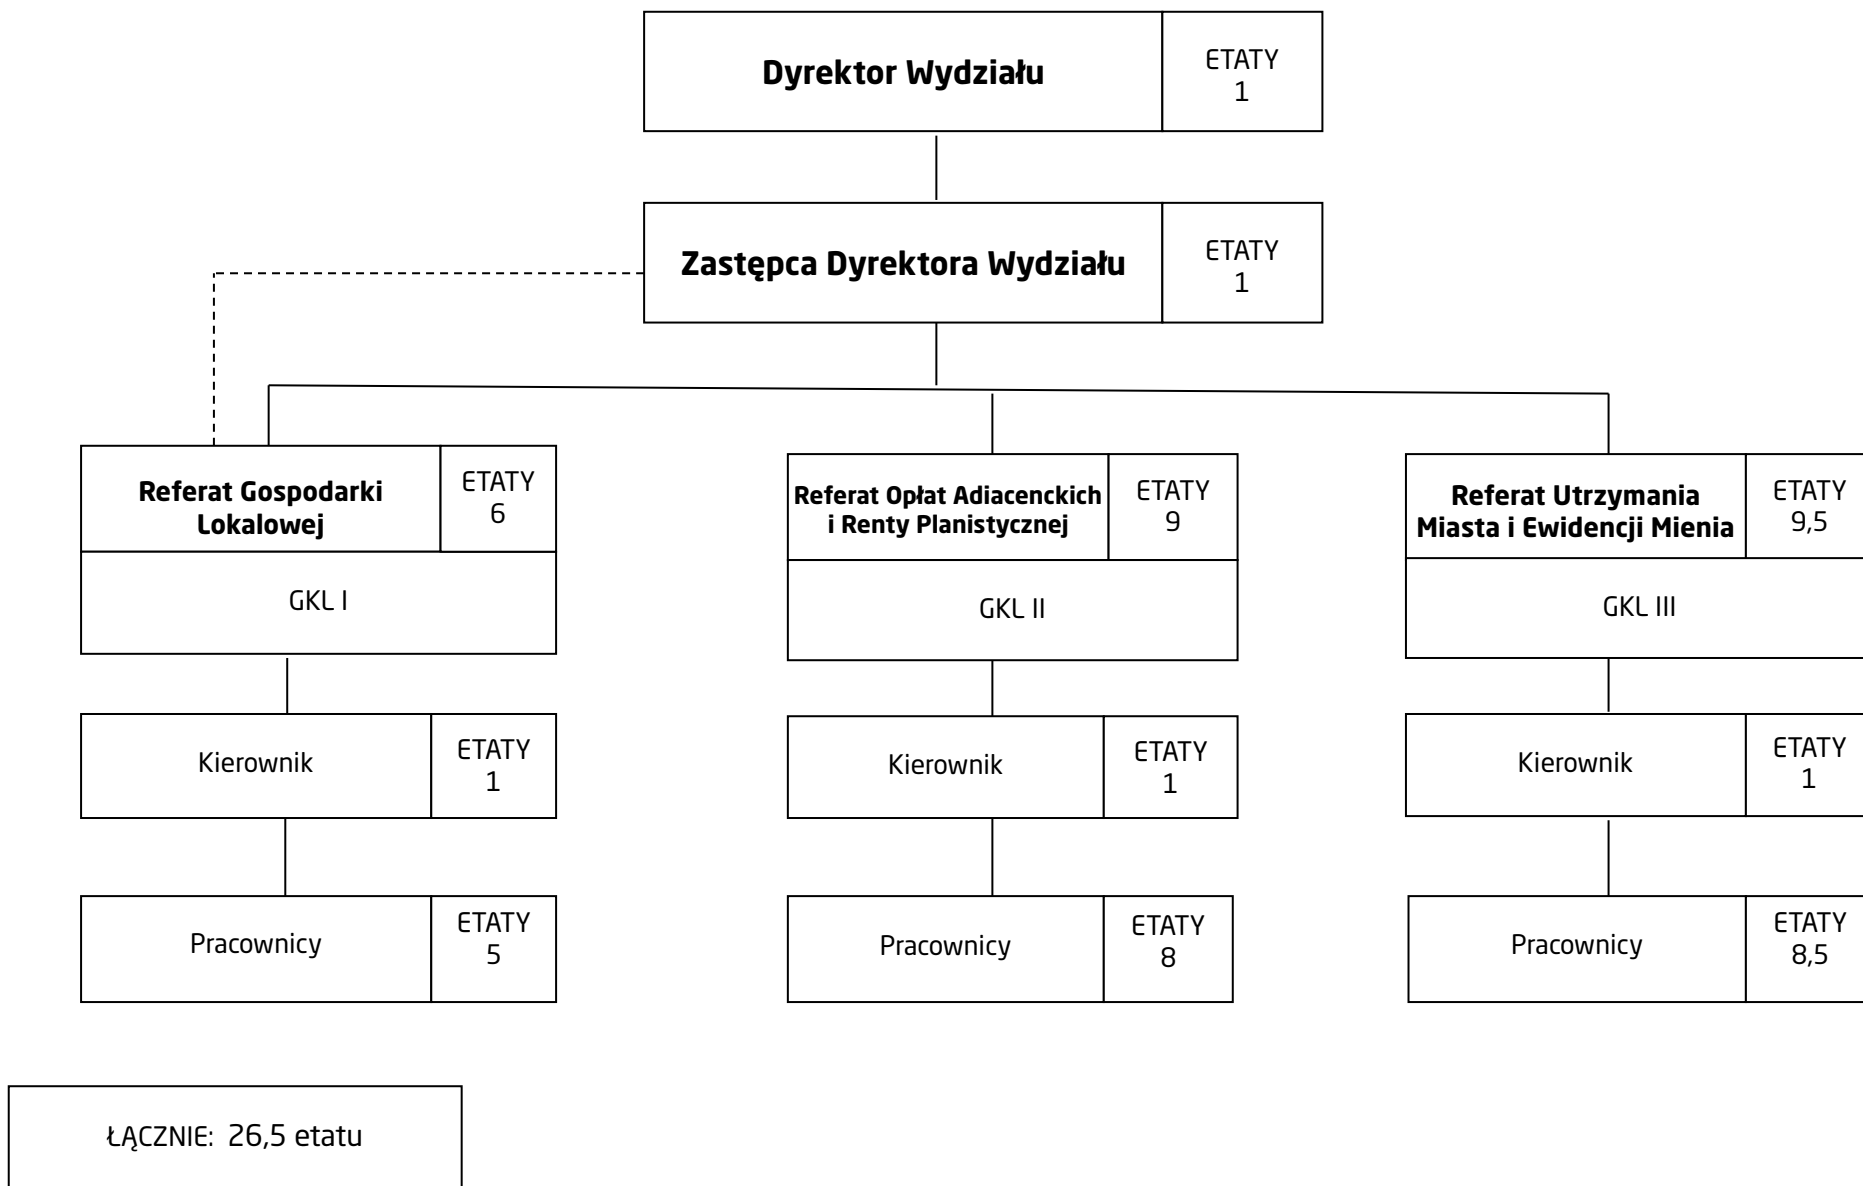 Dyrektor Wydziału
ETATY
1
Zastępca Dyrektora Wydziału
ETATY
1
Referat Gospodarki
Lokalowej
ETATY
6
GKL I
Kierownik
ETATY
1
Pracownicy
ETATY
5
Referat Opłat Adiacenckich
i Renty Planistycznej
ETATY
9
GKL II
Kierownik
ETATY
1
Pracownicy
ETATY
8
Referat Utrzymania
Miasta i Ewidencji Mienia
ETATY
9,5
GKL III
Kierownik
ETATY
1
Pracownicy
ETATY
8,5
ŁĄCZNIE: 26,5 etatu